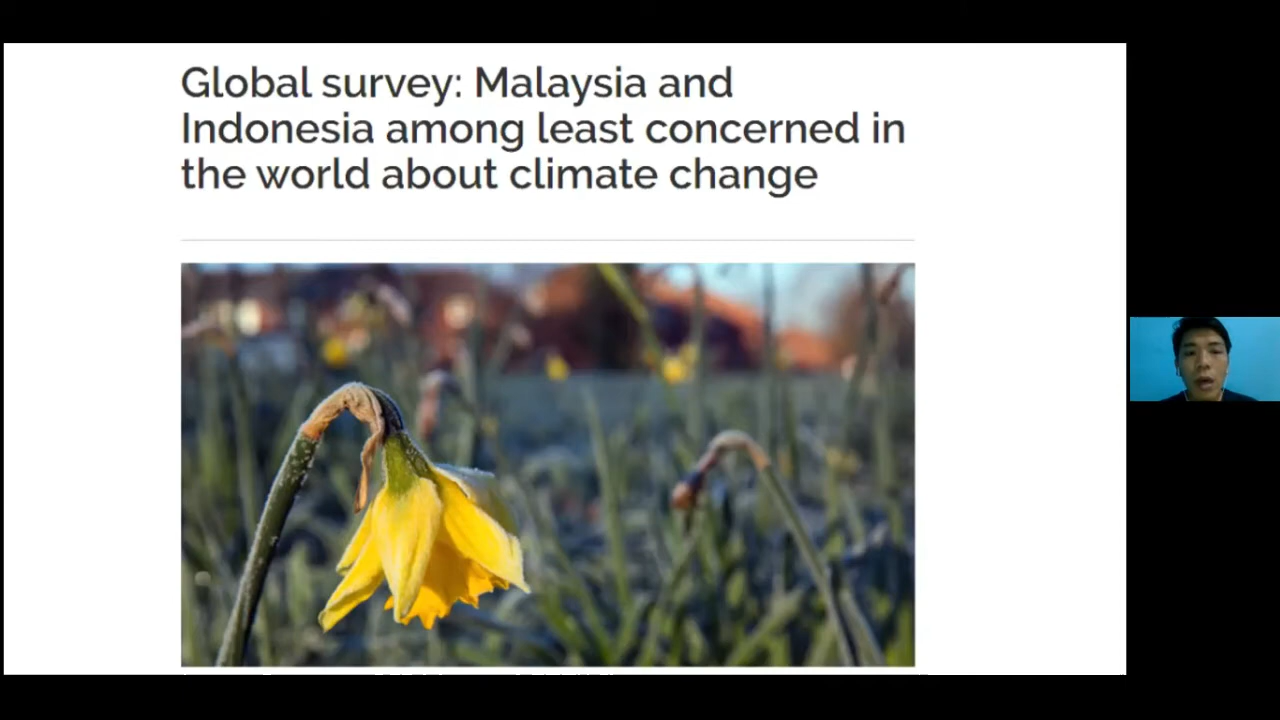 Global survey: Malaysia and
Indonesia among least concerned in
the world about climate change